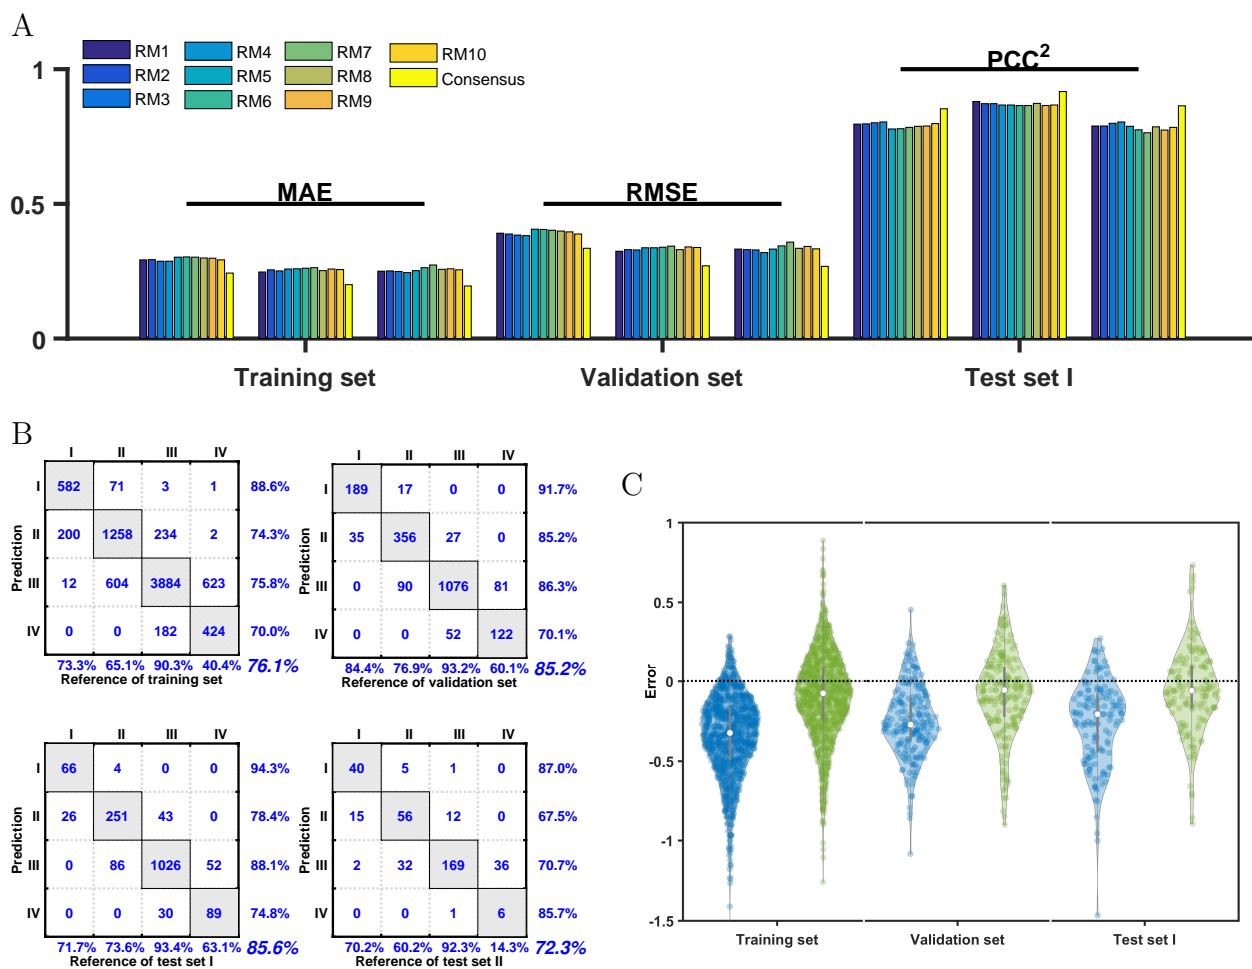 A
RM1 RM4 RM7 RM10
RM2 RM5 RM8 Consensus
RM3 RM6 RM9
PCC2
1
MAE RMSE
0.5
0
Training set Validation set Test set I
B
I II III IV
I 582 71 3 1 88.6%
II 200 1258 234 2 74.3%
III 12 604 3884 623 75.8%
IV 0 0 182 424 70.0%
73.3% 65.1% 90.3% 40.4% 76.1%
Prediction
Reference of training set
I II III IV
I 189 17 0 0 91.7%
II 35 356 27 0 85.2%
III 0 90 1076 81 86.3%
IV 0 0 52 122 70.1%
84.4% 76.9% 93.2% 60.1% 85.2%
Prediction
Reference of validation set
I II III IV
I 66 4 0 0 94.3%
II 26 251 43 0 78.4%
III 0 86 1026 52 88.1%
IV 0 0 30 89 74.8%
71.7% 73.6% 93.4% 63.1% 85.6%
Prediction
Reference of test set I
I II III IV
I 40 5 1 0 87.0%
II 15 56 12 0 67.5%
III 2 32 169 36 70.7%
IV 0 0 1 6 85.7%
70.2% 60.2% 92.3% 14.3% 72.3%
Prediction
Reference of test set II
C
1
0.5
0
-0.5
-1
-1.5
Error
Training set Validation set Test set I